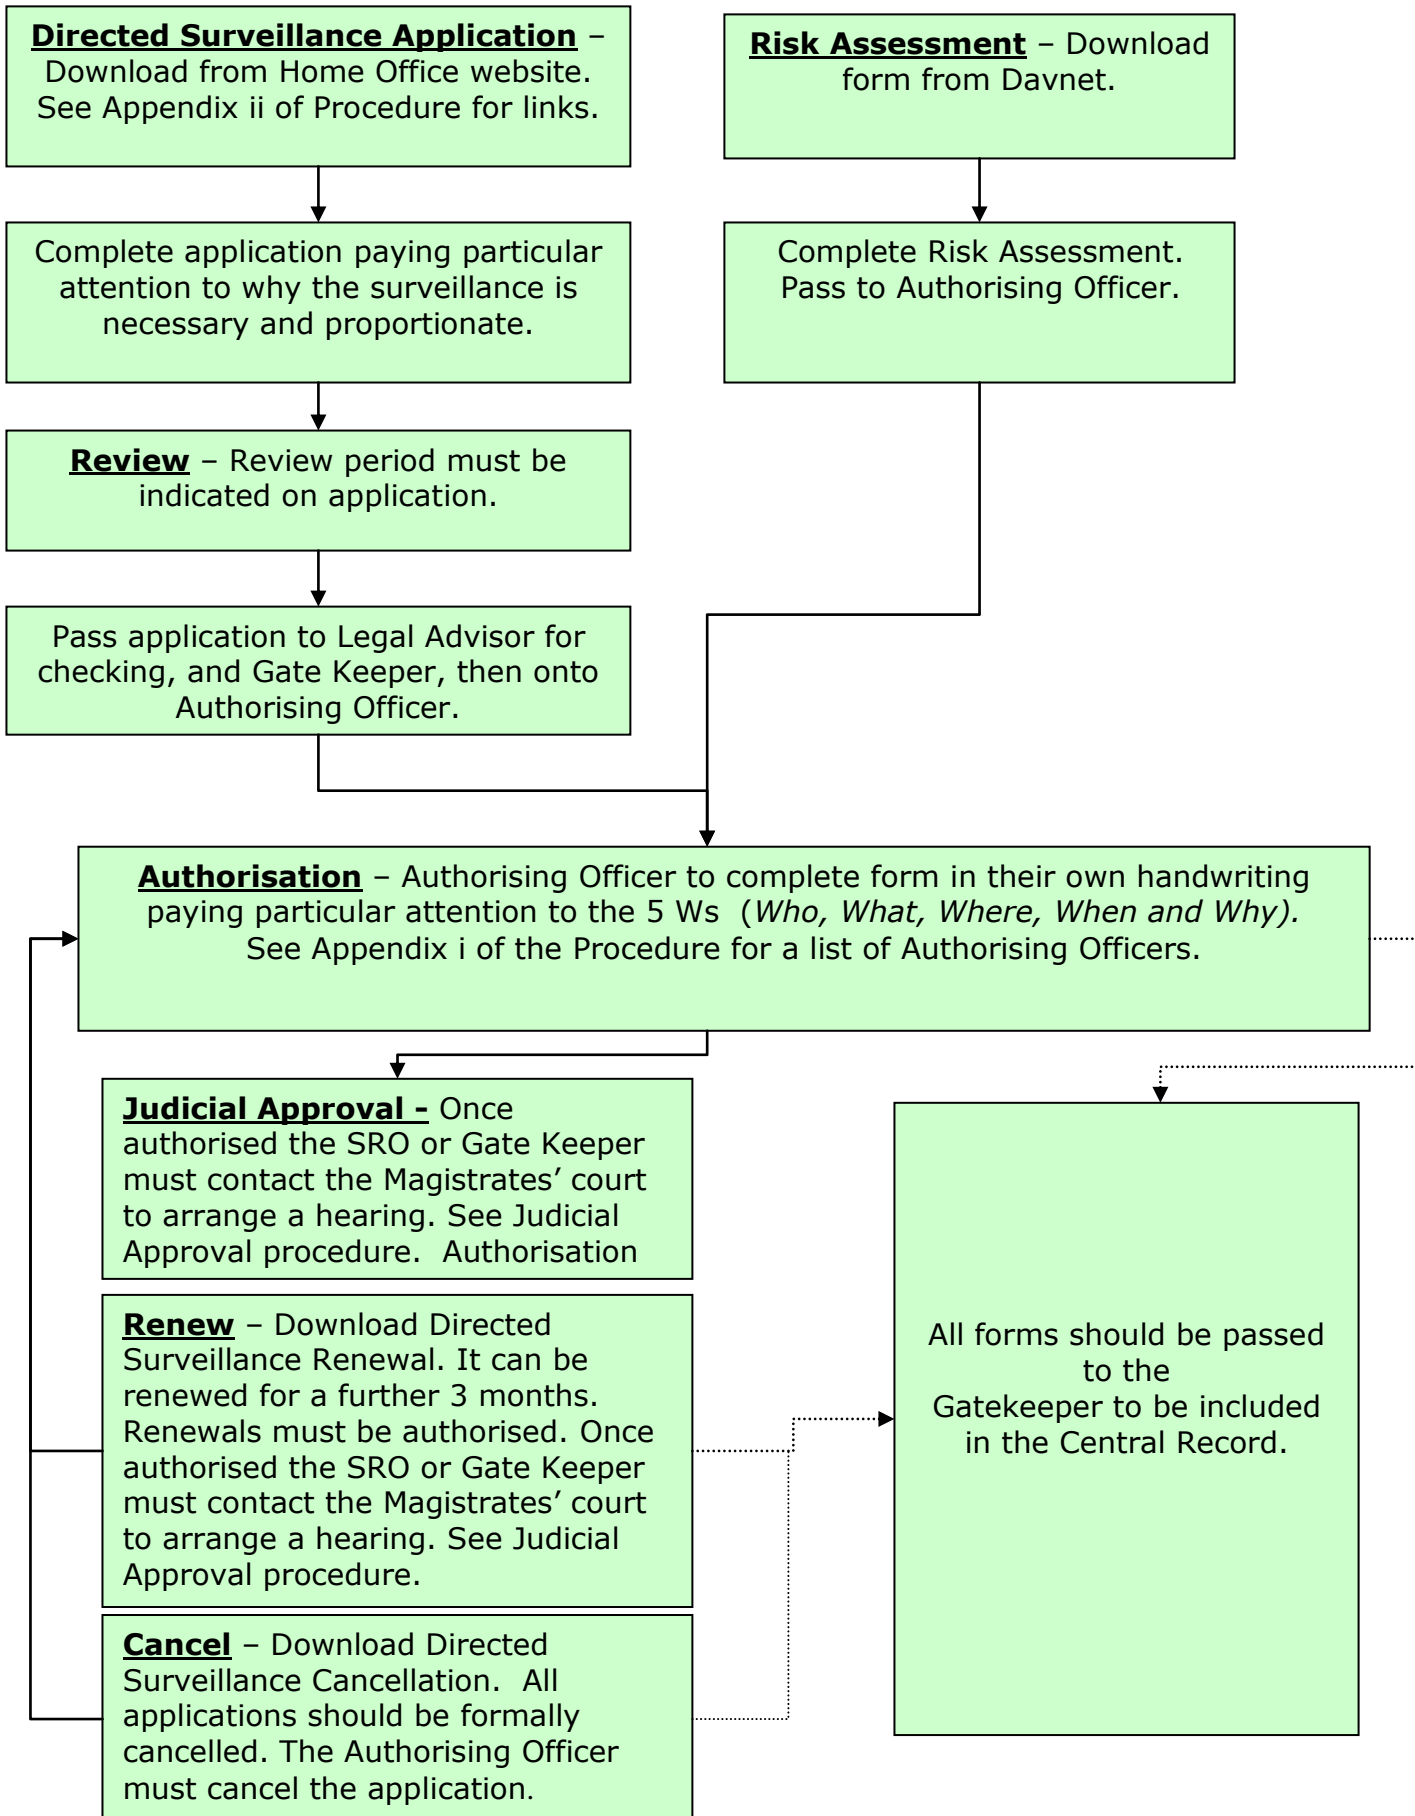 Directed Surveillance Application –
Download from Home Office website.
See Appendix ii of Procedure for links.
Risk Assessment – Download
form from Davnet.
Complete application paying particular
attention to why the surveillance is
necessary and proportionate.
Complete Risk Assessment.
Pass to Authorising Officer.
Review – Review period must be
indicated on application.
Pass application to Legal Advisor for
checking, and Gate Keeper, then onto
Authorising Officer.
Authorisation – Authorising Officer to complete form in their own handwriting
paying particular attention to the 5 Ws (Who, What, Where, When and Why).
See Appendix i of the Procedure for a list of Authorising Officers.
Judicial Approval - Once
authorised the SRO or Gate Keeper
must contact the Magistrates’ court
to arrange a hearing. See Judicial
Approval procedure. Authorisation
Renew – Download Directed
Surveillance Renewal. It can be
renewed for a further 3 months.
Renewals must be authorised. Once
authorised the SRO or Gate Keeper
must contact the Magistrates’ court
to arrange a hearing. See Judicial
Approval procedure.
Cancel – Download Directed
Surveillance Cancellation. All
applications should be formally
cancelled. The Authorising Officer
must cancel the application.
All forms should be passed
to the
Gatekeeper to be included
in the Central Record.